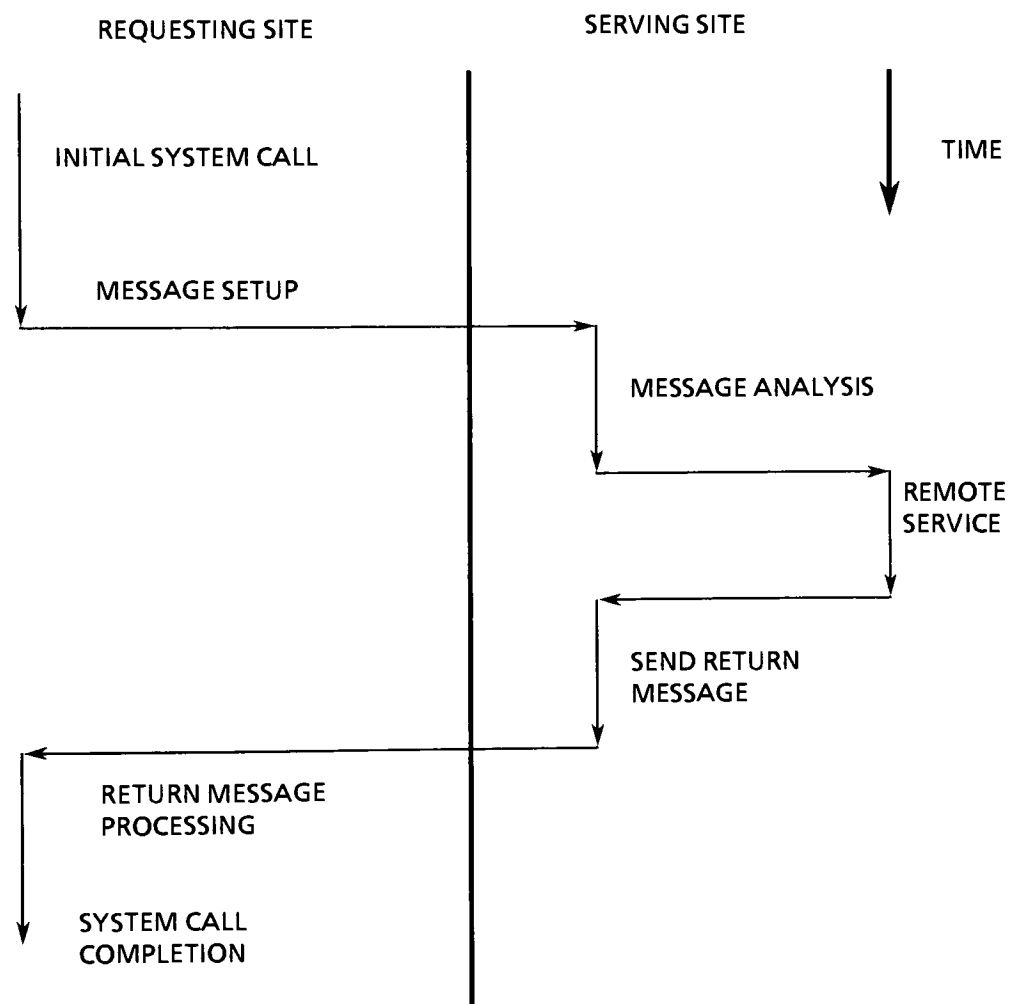 REQUESTING SITE
SERVING SITE
INITIAL SYSTEM CALL
TIME
MESSAGE SETUP
MESSAGE ANALYSIS
REMOTE
SERVICE
SEND RETURN
MESSAGE
RETURN MESSAGE
PROCESSING
SYSTEM CALL
COMPLETION